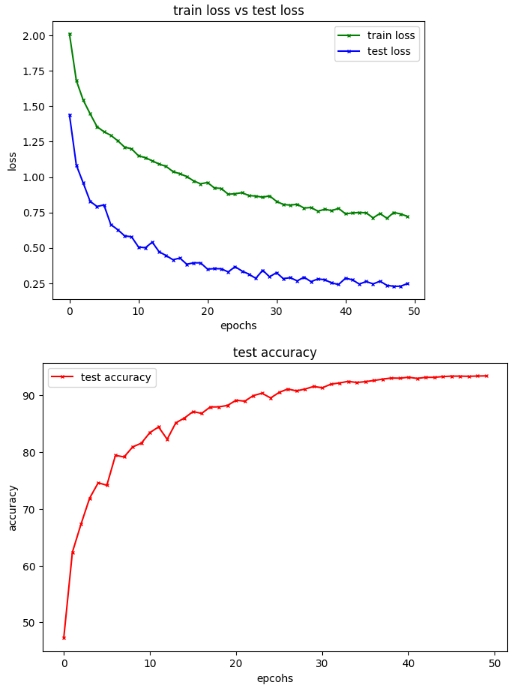 train loss vs test loss
2.00
1.75
1.50
1.25
1.00
0.75
0.50
0.25
loss
train loss
test loss
0 10 20 30 40 50
epochs
test accuracy
90
80
70
60
50
accuracy
test accuracy
0 10 20 30 40 50
epcohs